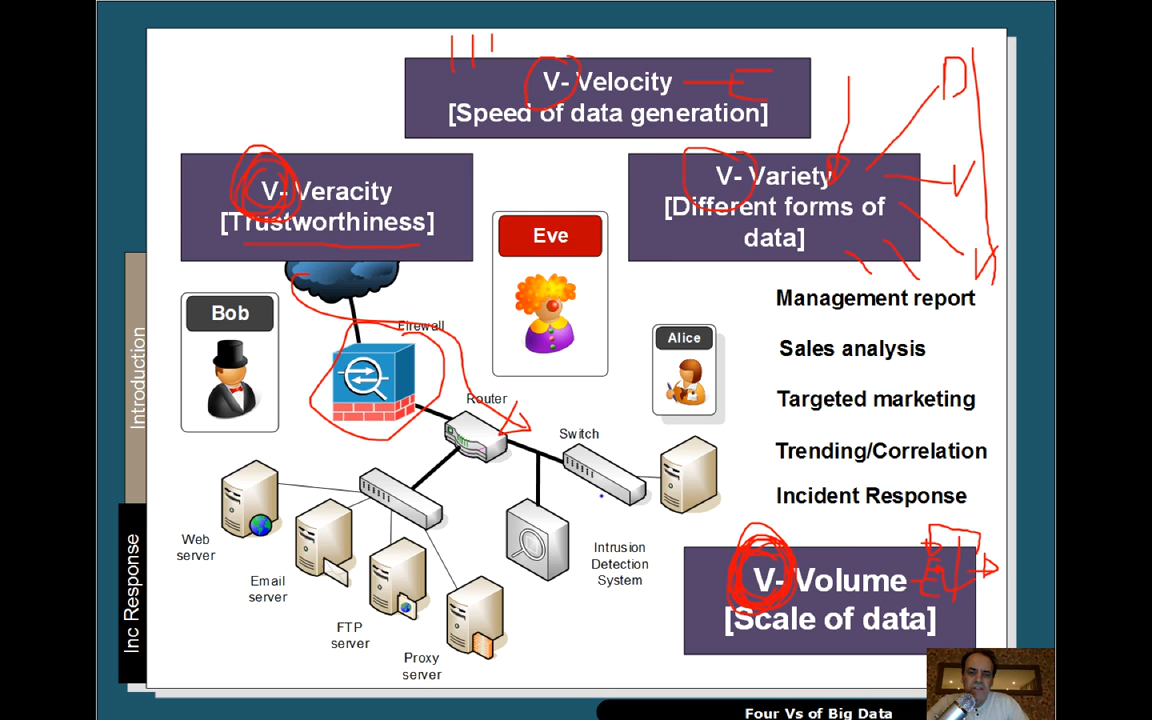 V- Velocity
[Speed of data generation]
V- Veracity
[Trustworthiness]
V- Variety
[Different forms of
data]
Eve
Bob
Firewall
Alice
Management report
Sales analysis
Targeted marketing
Trending/Correlation
Incident Response
Router
Switch
Web
server
Email
server
FTP
server
Proxy
server
Intrusion
Detection
System
V- Volume
[Scale of data]
Introduction
Inc Response
D
V
V
Four Vs of Big Data